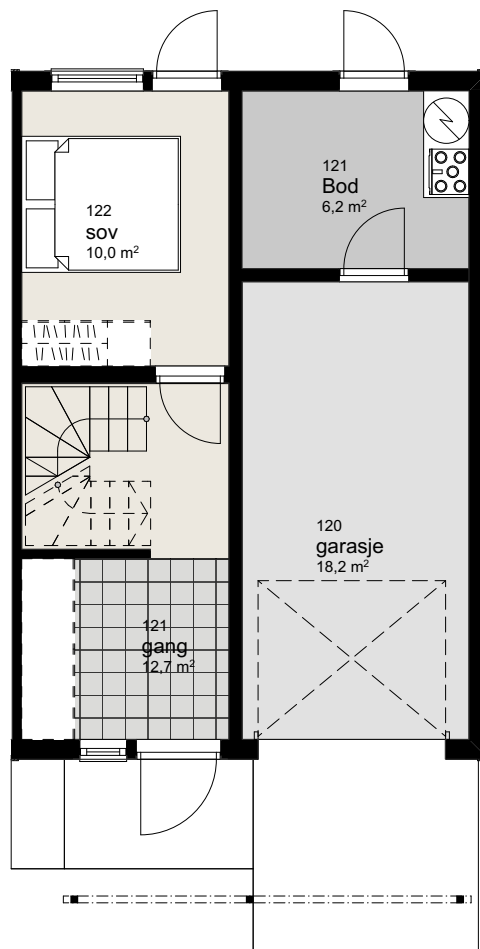 121
Bod
6,2 m²
122
sov
10,0 m²
120
garasje
18,2 m²
121
gang
12,7 m²